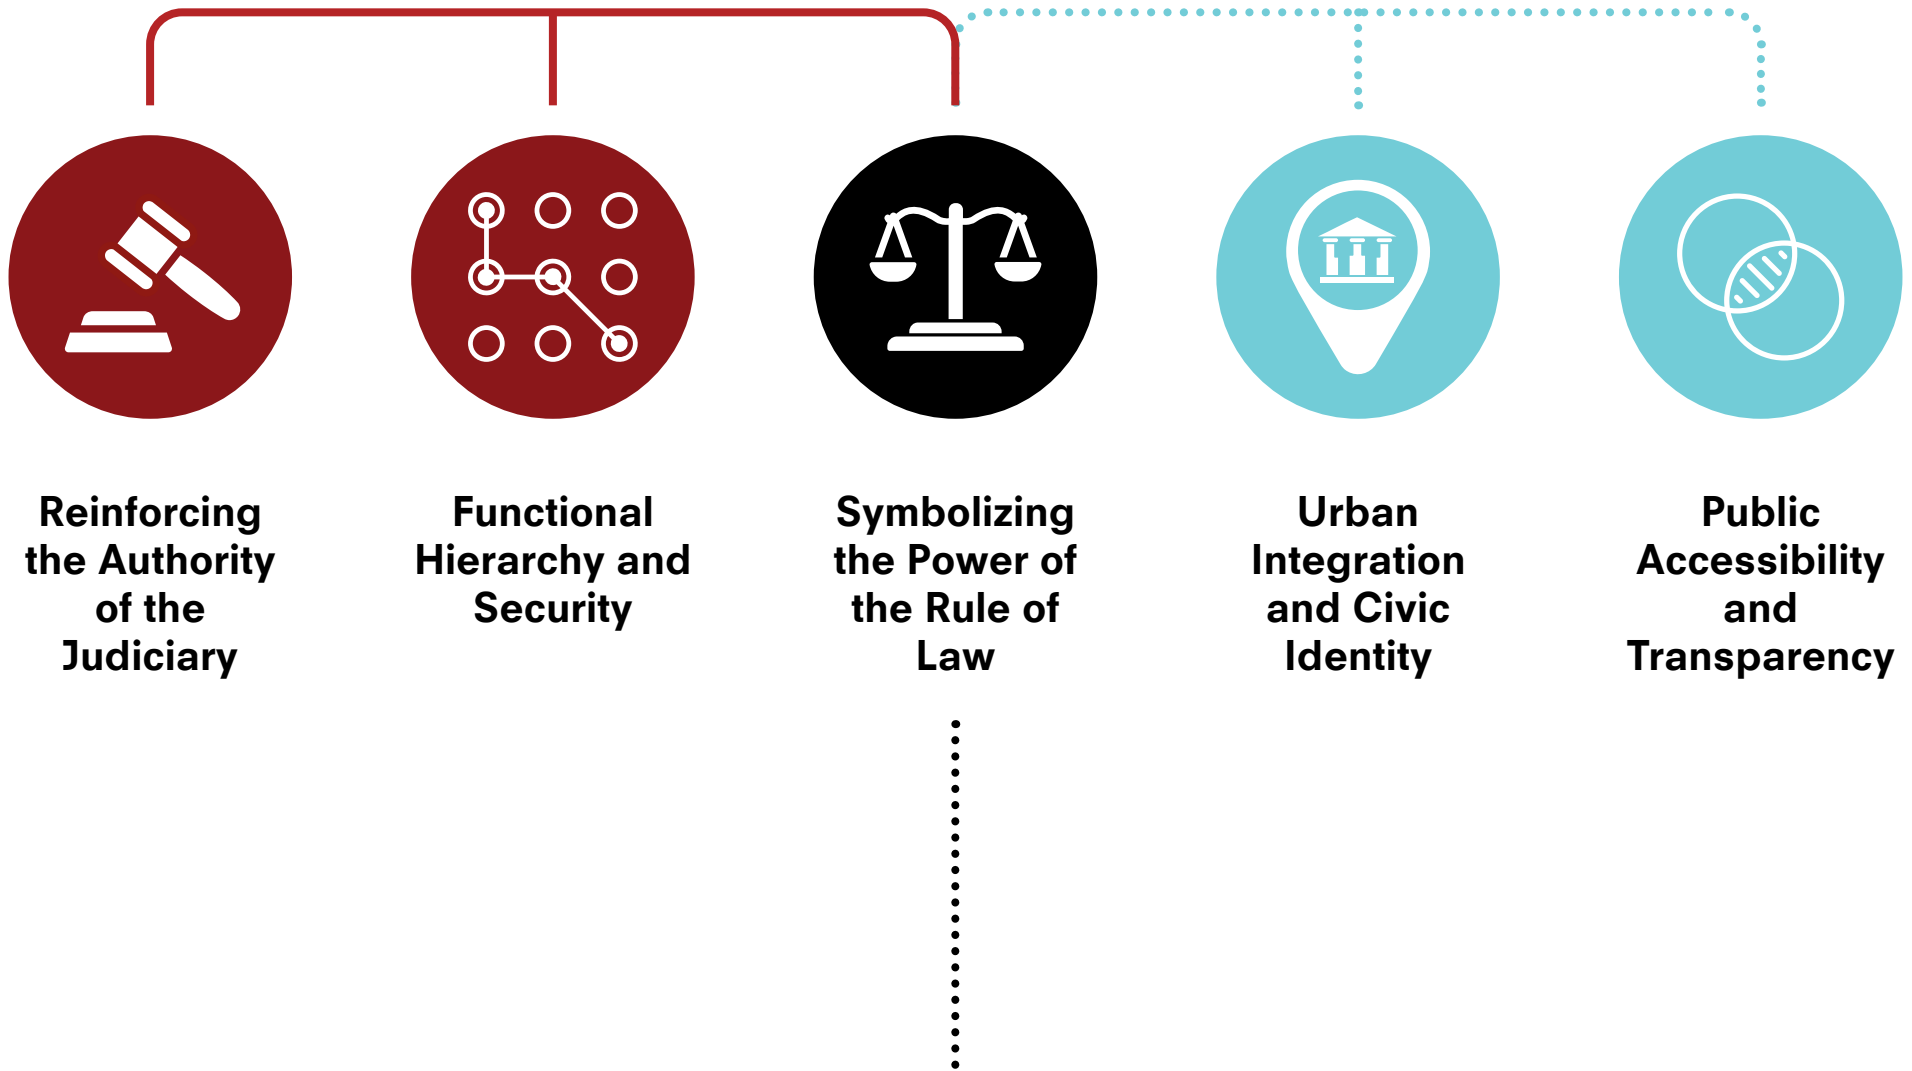 Reinforcing
the Authority
of the
Judiciary
Functional
Hierarchy and
Security
Symbolizing
the Power of
the Rule of
Law
Urban
Integration
and Civic
Identity
Public
Accessibility
and
Transparency